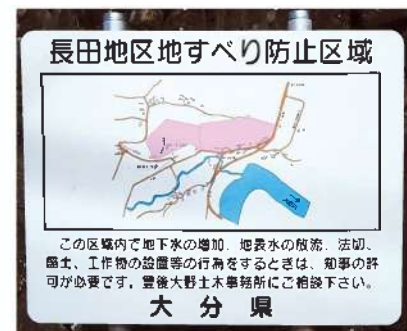 長田地区地すべり防止区域
この区域内で地下水の増加、地表水の放流、法切、
盛土、工作物の設置等の行為をするときは、知事の許
可が必要です。豊後大野土木事務所にご相談下さい。
大分県